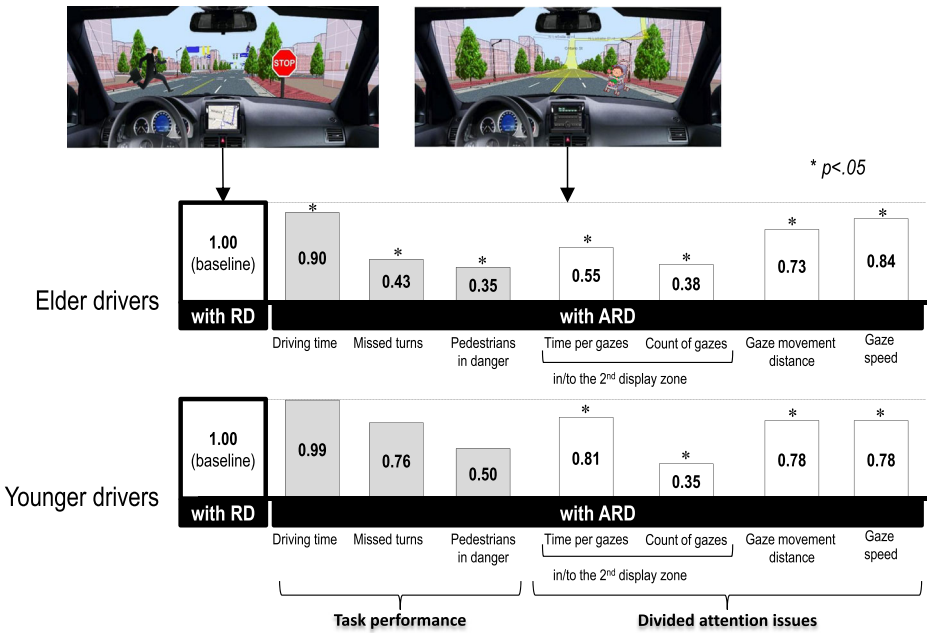 STOP
* p<.05
1.00
(baseline)
*
0.90
*
0.43
*
0.35
*
0.55
*
0.38
*
0.73
*
0.84
Elder drivers
with RD
with ARD
Driving time
Missed turns
Pedestrians
in danger
Time per gazes
Count of gazes
Gaze movement
distance
Gaze
speed
in/to the 2nd display zone
1.00
(baseline)
0.99
0.76
0.50
*
0.81
*
0.35
*
0.78
*
0.78
Younger drivers
with RD
with ARD
Driving time
Missed turns
Pedestrians
in danger
Time per gazes
Count of gazes
Gaze movement
distance
Gaze
speed
in/to the 2nd display zone
Task performance
Divided attention issues